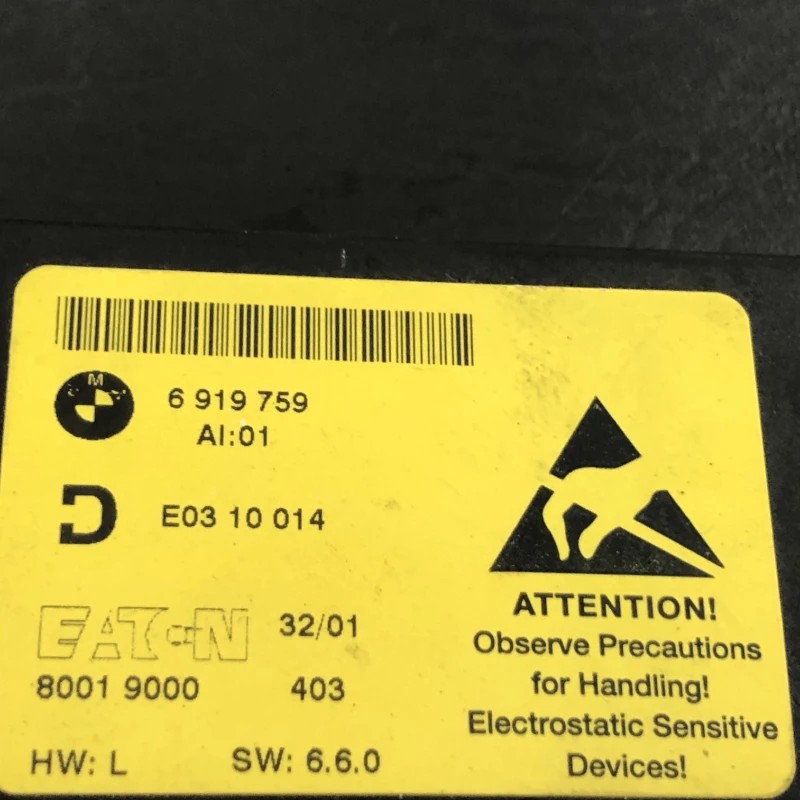 BMW
6 919 759
AI:01
D
E03 10 014
EATON
32/01
8001 9000
403
HW: L
SW: 6.6.0
ATTENTION!
Observe Precautions
for Handling!
Electrostatic Sensitive
Devices!